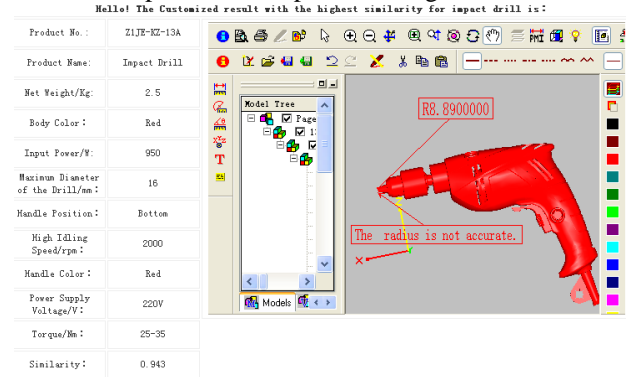 Hello! The Customized result with the highest similarity for impact drill is:
Product No.: Z1JE-KZ-13A
Product Name: Impact Drill
Net Weight/Kg: 2.5
Body Color: Red
Input Power/W: 950
Maximum Diameter
of the Drill/mm: 16
Handle Position: Bottom
High Idling
Speed/rpm: 2000
Handle Color: Red
Power Supply
Voltage/V: 220V
Torque/Nm: 25-35
Similarity: 0.943
PMI
Model Tree
Page
1
T
Models
R8.8900000
The radius is not accurate.
X